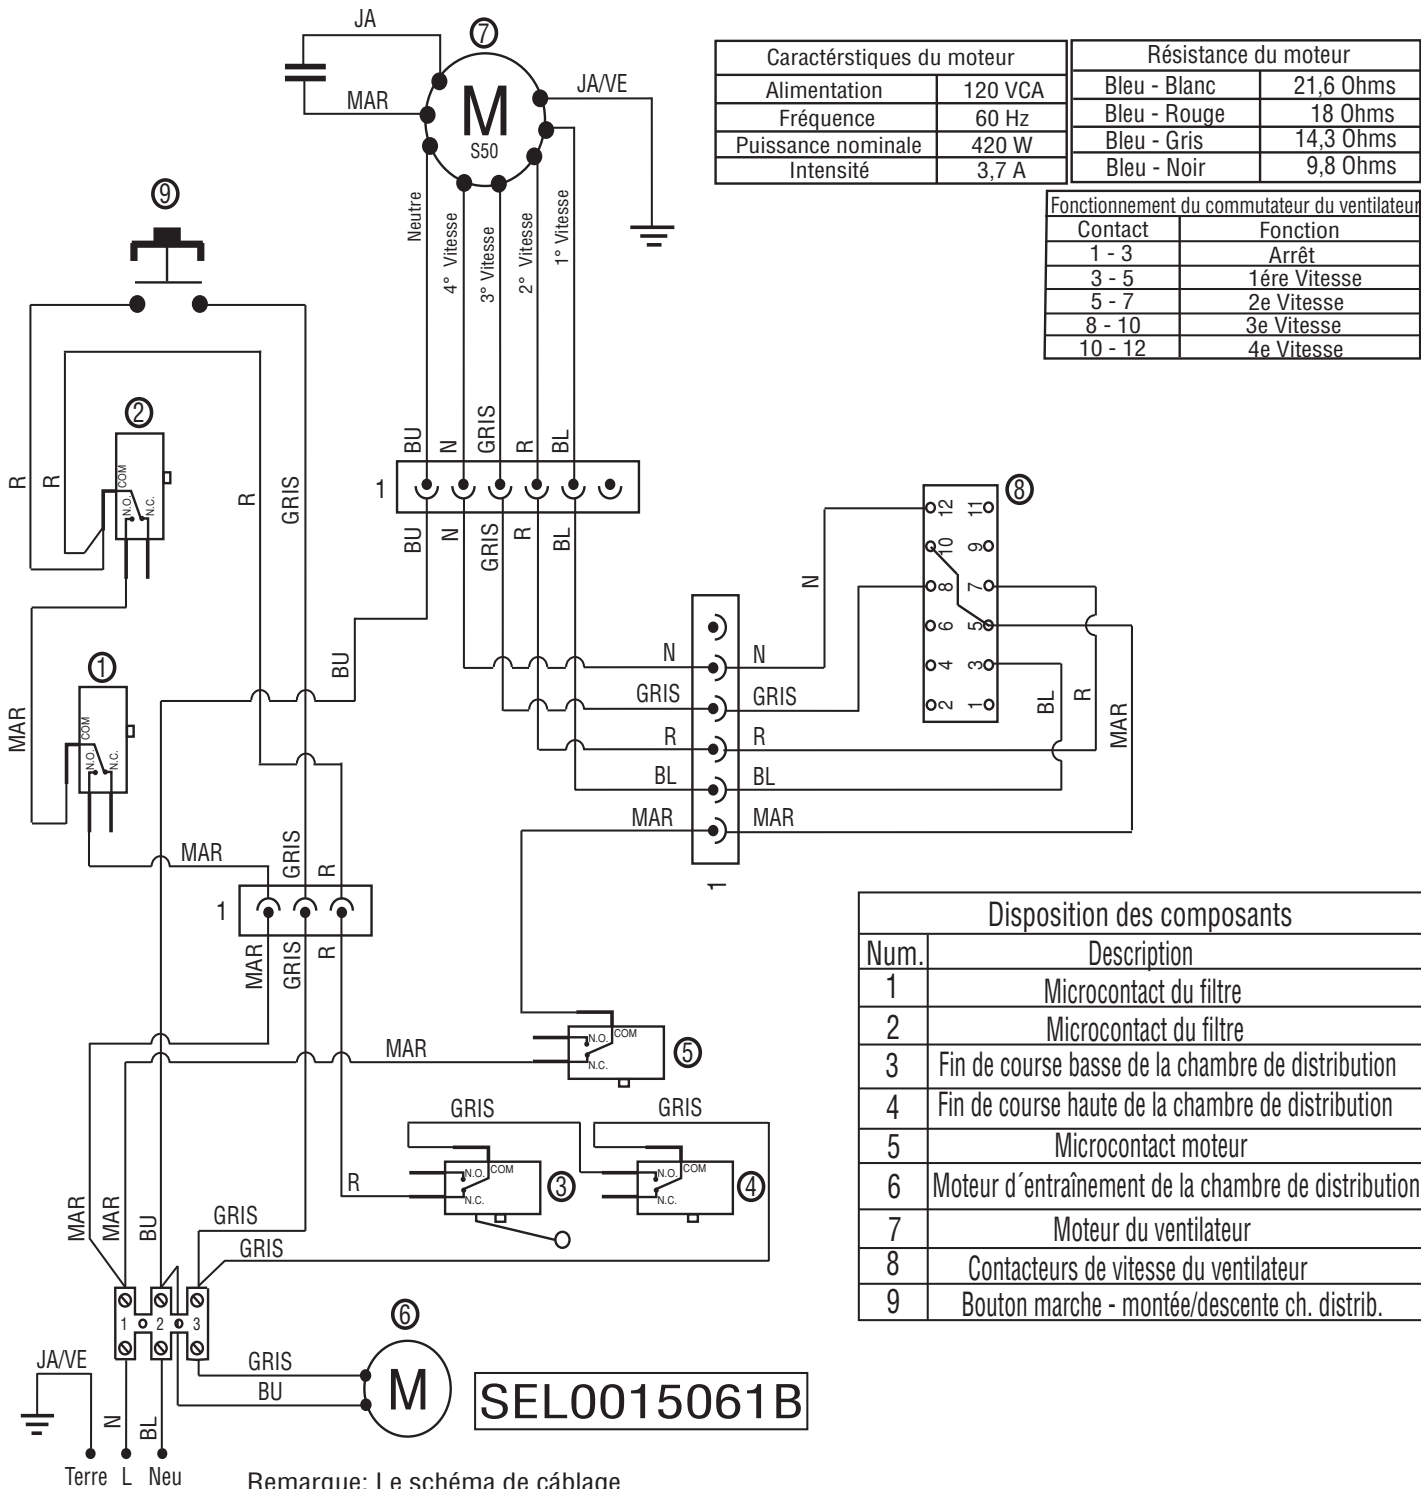 JA
MAR
7
M
S50
JA/VE
Caractérstiques du moteur
Alimentation 120 VCA
Fréquence 60 Hz
Puissance nominale 420 W
Intensité 3,7 A
Résistance du moteur
Bleu - Blanc 21,6 Ohms
Bleu - Rouge 18 Ohms
Bleu - Gris 14,3 Ohms
Bleu - Noir 9,8 Ohms
Fonctionnement du commutateur du ventilateur
Contact Fonction
1 - 3 Arrêt
3 - 5 1ére Vitesse
5 - 7 2e Vitesse
8 - 10 3e Vitesse
10 - 12 4e Vitesse
Neutre
4° Vitesse
3° Vitesse
2° Vitesse
1° Vitesse
9
2
R
R
COM
N.O.
N.C.
R
GRIS
BU
N
GRIS
R
BL
1
BU
N
GRIS
R
BL
8
12 11
10 9
8 7
6 5
4 3
2 1
N
BL
R
MAR
N
GRIS
R
BL
MAR
N
GRIS
R
BL
MAR
1
BU
1
MAR
COM
N.O.
N.C.
MAR
GRIS
R
1
MAR
GRIS
R
MAR
N.O.
COM
N.C.
5
GRIS
GRIS
N.O.
COM
N.C.
3
N.O.
COM
N.C.
4
R
MAR
MAR
BU
GRIS
GRIS
1 2 3
JA/VE
N
BL
Terre L Neu
GRIS
BU
6
M
SEL0015061B
Disposition des composants
Num. Description
1 Microcontact du filtre
2 Microcontact du filtre
3 Fin de course basse de la chambre de distribution
4 Fin de course haute de la chambre de distribution
5 Microcontact moteur
6 Moteur d´entraînement de la chambre de distribution
7 Moteur du ventilateur
8 Contacteurs de vitesse du ventilateur
9 Bouton marche - montée/descente ch. distrib.
Remarque: Le schéma de câblage